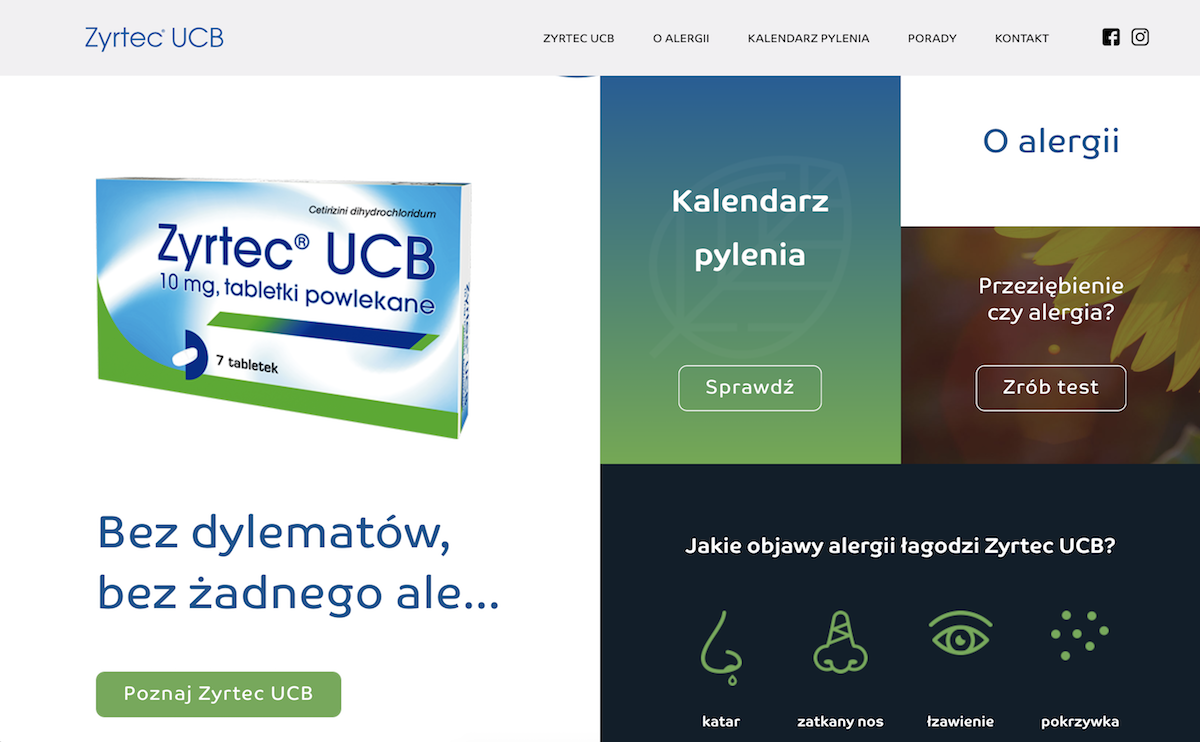 Zyrtec® UCB
ZYRTEC UCB
O ALERGII
KALENDARZ PYLENIA
PORADY
KONTAKT
Cetirizini dihydrochloridum
Zyrtec® UCB
10 mg, tabletki powlekane
7 tabletek
Bez dylematów,
bez żadnego ale...
Poznaj Zyrtec UCB
Kalendarz
pylenia
Sprawdź
O alergii
Przeziębienie
czy alergia?
Zrób test
Jakie objawy alergii łagodzi Zyrtec UCB?
katar
zatkany nos
łzawienie
pokrzywka